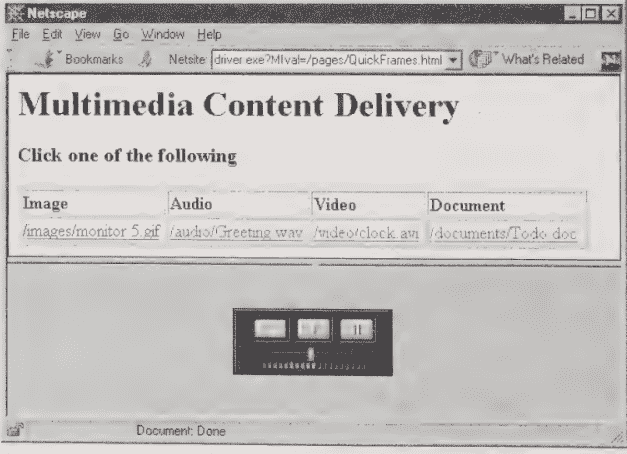 Netscape
File Edit View Go Window Help
Bookmarks Netsite: driver.exe?MIval=/pages/QuickFrames.html What's Related
Multimedia Content Delivery
Click one of the following
Image Audio Video Document
/images/monitor 5.gif /audio/Greeting.wav /video/clock.avi /documents/Todo.doc
Document: Done